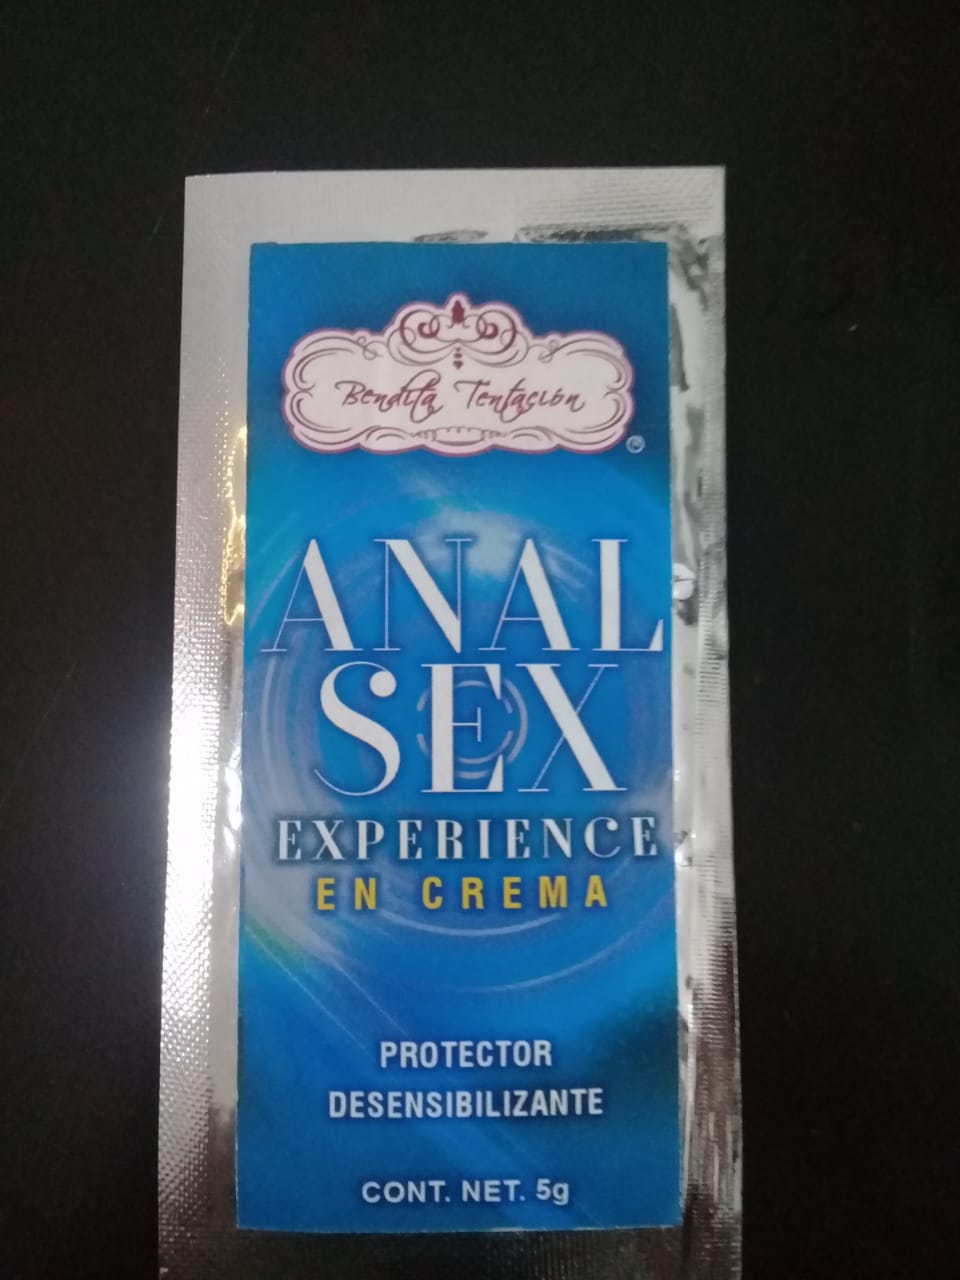 Bendita Tentación
®
ANAL
SEX
EXPERIENCE
EN CREMA
PROTECTOR
DESENSIBILIZANTE
CONT. NET. 5g